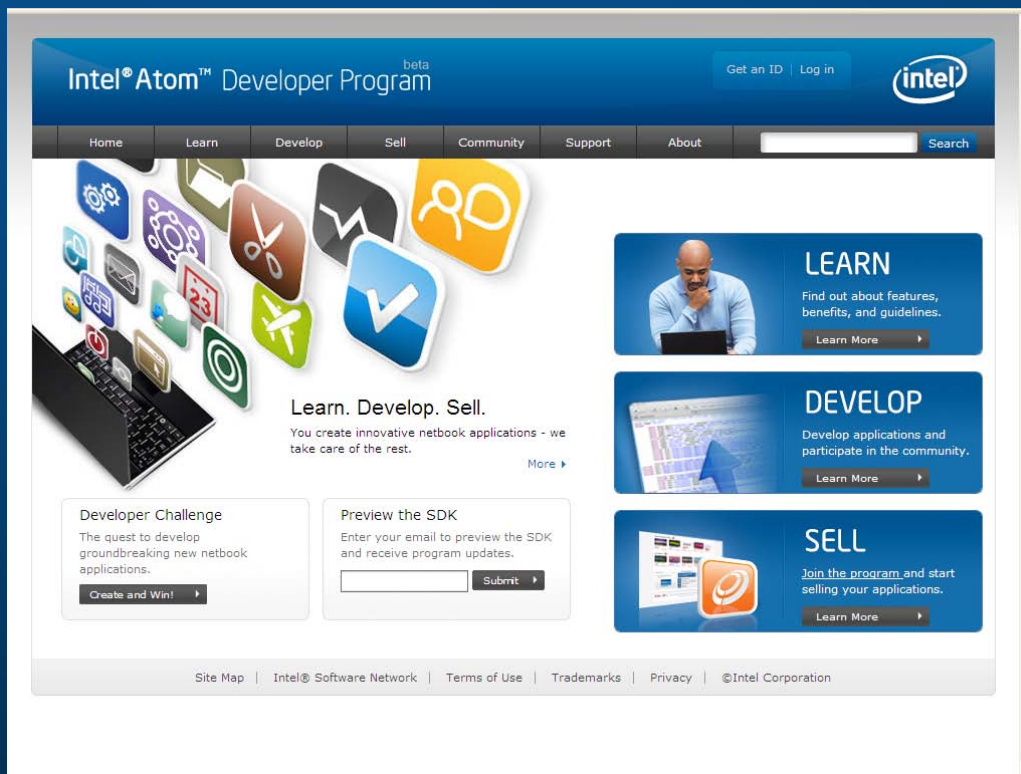 beta
Intel®Atom™ Developer Program
Get an ID | Log in
intel
Home Learn Develop Sell Community Support About Search
23
LEARN
Find out about features,
benefits, and guidelines.
Learn More
Learn. Develop. Sell.
You create innovative netbook applications - we
take care of the rest.
More
DEVELOP
Develop applications and
participate in the community.
Learn More
Developer Challenge
The quest to develop
groundbreaking new netbook
applications.
Create and Win!
Preview the SDK
Enter your email to preview the SDK
and receive program updates.
Submit
SELL
Join the program and start
selling your applications.
Learn More
Site Map | Intel® Software Network | Terms of Use | Trademarks | Privacy | ©Intel Corporation